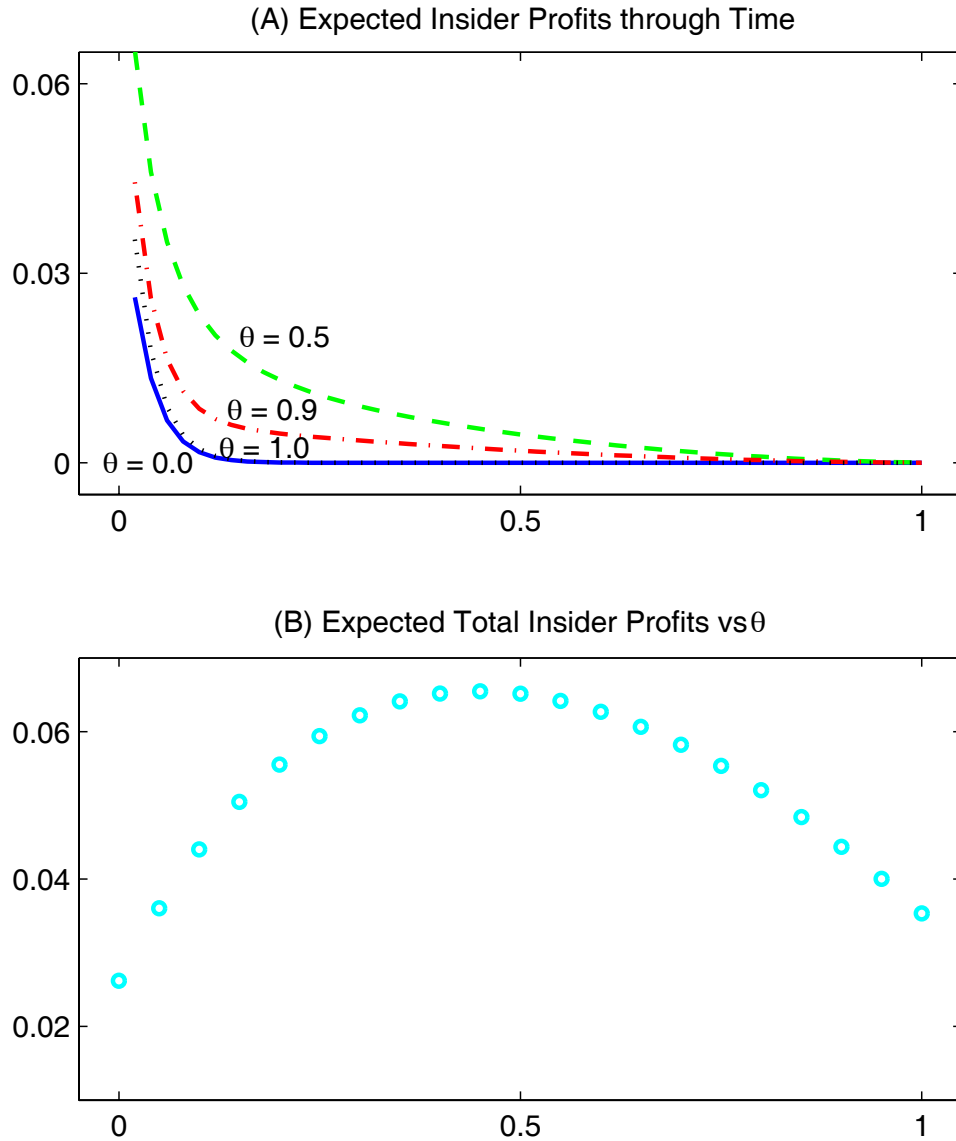 (A) Expected Insider Profits through Time
0.06
0.03
0
θ = 0.5
θ = 0.9
θ = 1.0
θ = 0.0
0 0.5 1
(B) Expected Total Insider Profits vs θ
0.06
0.04
0.02
0 0.5 1